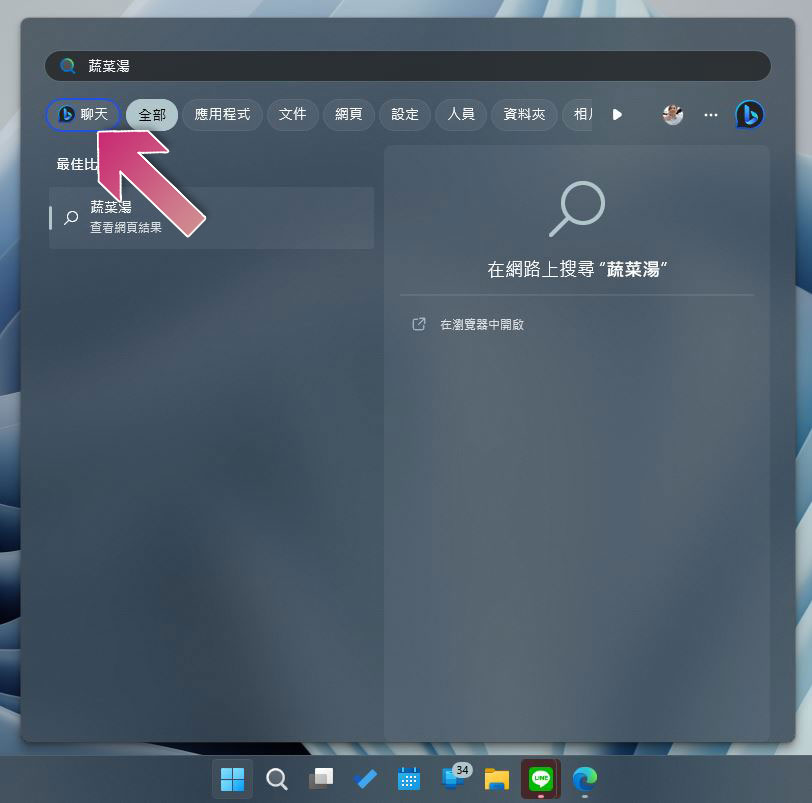 蔬菜湯
聊天 全部 應用程式 文件 網頁 設定 人員 資料夾
最佳比
蔬菜湯
查看網頁結果
在網路上搜尋 “蔬菜湯”
在瀏覽器中開啟
34
LINE